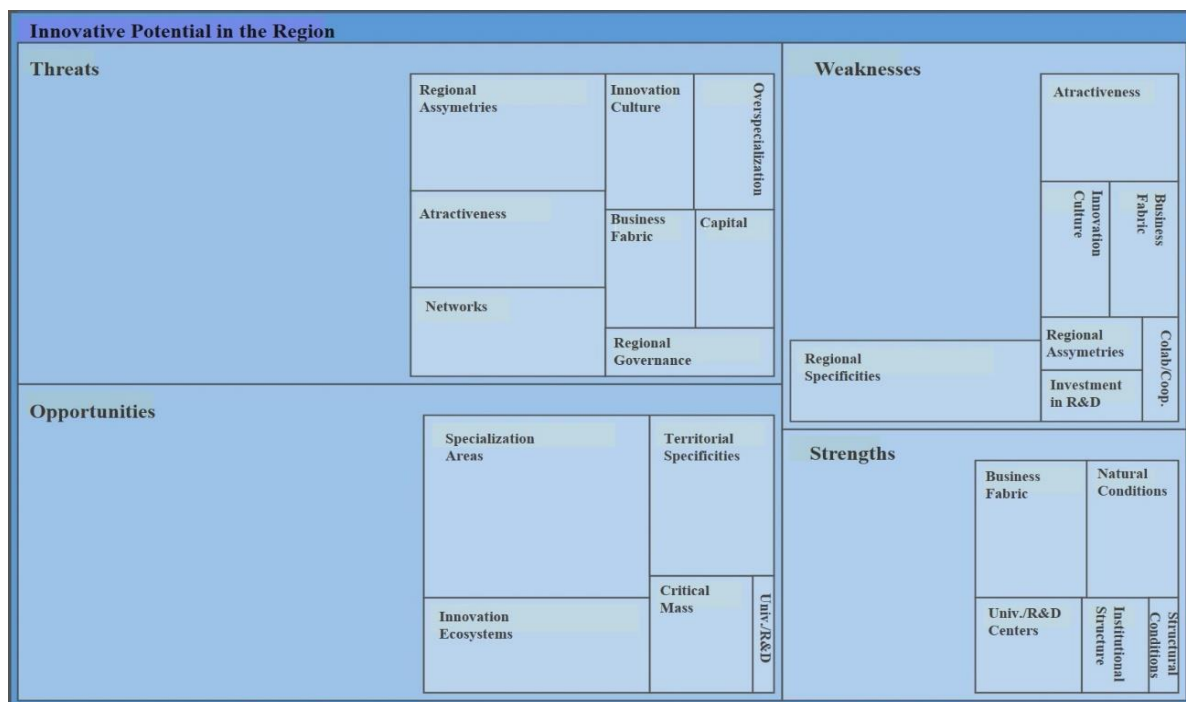 Innovative Potential in the Region
Threats
Regional
Assymetries
Innovation
Culture
Overspecialization
Atractiveness
Business
Fabric
Capital
Networks
Regional
Governance
Weaknesses
Atractiveness
Innovation
Culture
Business
Fabric
Regional
Specificities
Regional
Assymetries
Colab/Coop.
Investment
in R&D
Opportunities
Specialization
Areas
Territorial
Specificities
Innovation
Ecosystems
Critical
Mass
Univ./R&D
Strengths
Business
Fabric
Natural
Conditions
Univ./R&D
Centers
Institutional
Structure
Structural
Conditions